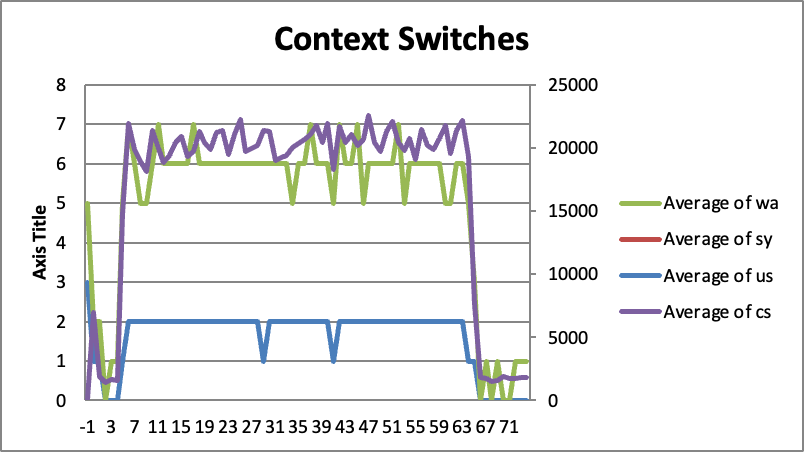 Context Switches
8
7
6
5
4
3
2
1
0
Axis Title
25000
20000
15000
10000
5000
0
-1 3 7 11 15 19 23 27 31 35 39 43 47 51 55 59 63 67 71
Average of wa
Average of sy
Average of us
Average of cs